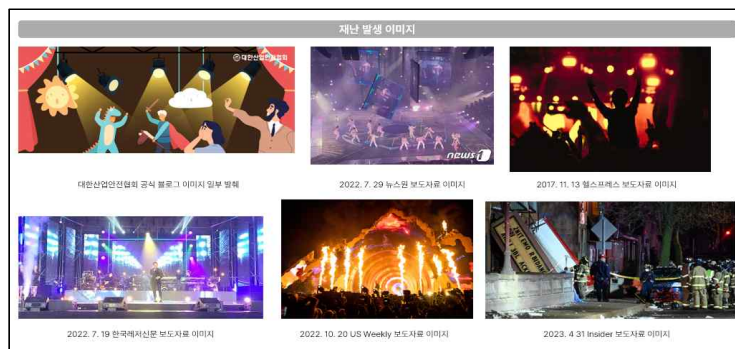 재난 발생 이미지
대한산업안전협회
news1
대한산업안전협회 공식 블로그 이미지 일부 발췌
2022. 7. 29 뉴스원 보도자료 이미지
2017. 11. 13 헬스프레스 보도자료 이미지
2022. 7. 19 한국레저신문 보도자료 이미지
2022. 10. 20 US Weekly 보도자료 이미지
2023. 4 31 Insider 보도자료 이미지